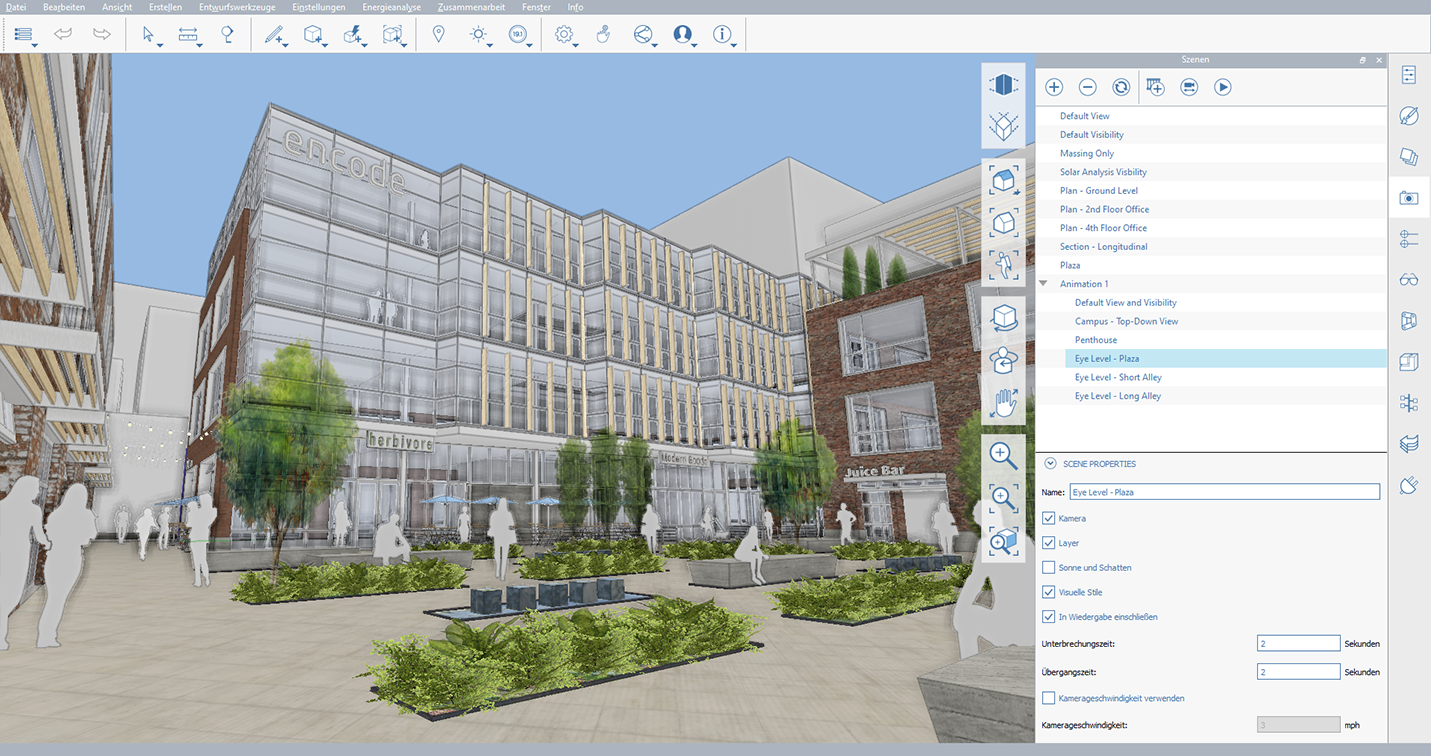 Datei Bearbeiten Ansicht Erstellen Entwurfswerkzeuge Einstellungen Energieanalyse Zusammenarbeit Fenster Info
19.1
Szenen
Default View
Default Visibility
Massing Only
Solar Analysis Visbility
Plan - Ground Level
Plan - 2nd Floor Office
Plan - 4th Floor Office
Section - Longitudinal
Plaza
Animation 1
Default View and Visibility
Campus - Top-Down View
Penthouse
Eye Level - Plaza
Eye Level - Short Alley
Eye Level - Long Alley
SCENE PROPERTIES
Name: Eye Level - Plaza
Kamera
Layer
Sonne und Schatten
Visuelle Stile
In Wiedergabe einschließen
Unterbrechungszeit: 2 Sekunden
Übergangszeit: 2 Sekunden
Kamerageschwindigkeit verwenden
Kamerageschwindigkeit: 3 mph
encode
herbivore
Modern Goods
Juice Bar